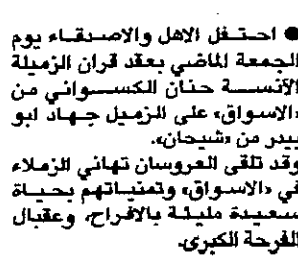 ● احتفل الاهل والاصدقاء يوم
الجمعة الماضي بعقد قران الزميلة
الآنسة حنان الكسواني من
«الاسواق» على الزميل جهاد ابو
بيدر من «شيحان».
وقد تلقى العروسان تهاني الزملاء
في «الاسواق» وتمنياتهم بحياة
سعيدة مليئة بالافراح، وعقبال
الفرحة الكبرى.